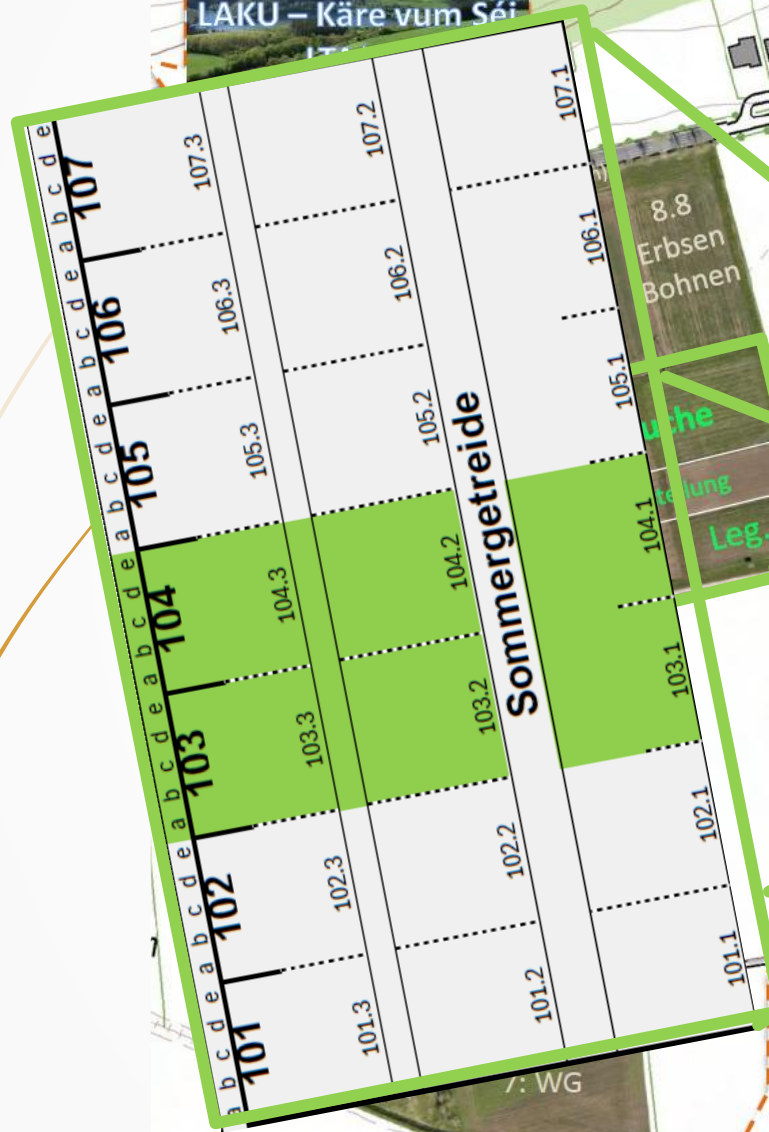 LAKU – Käre vum Séi
107.1
107.2
107.3
107
e
d
c
b
a
106.1
106.2
106.3
106
e
d
c
b
a
105.1
105.2
105.3
105
e
d
c
b
a
104.1
104.2
104.3
104
e
d
c
b
a
103.1
103.2
103.3
103
e
d
c
b
a
102.1
102.2
102.3
102
e
d
c
b
a
101.1
101.2
101.3
101
e
d
c
b
a
Sommergetreide
8.8
Erbsen
Bohnen
Leg.
7: WG